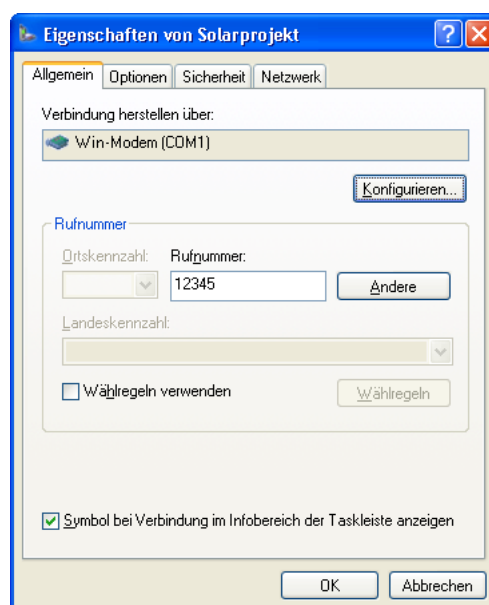 Eigenschaften von Solarprojekt
Allgemein Optionen Sicherheit Netzwerk
Verbindung herstellen über:
Win-Modem (COM1)
Konfigurieren...
Rufnummer
Ortskennzahl: Rufnummer:
12345 Andere
Landeskennzahl:
Wählregeln verwenden Wählregeln
Symbol bei Verbindung im Infobereich der Taskleiste anzeigen
OK Abbrechen